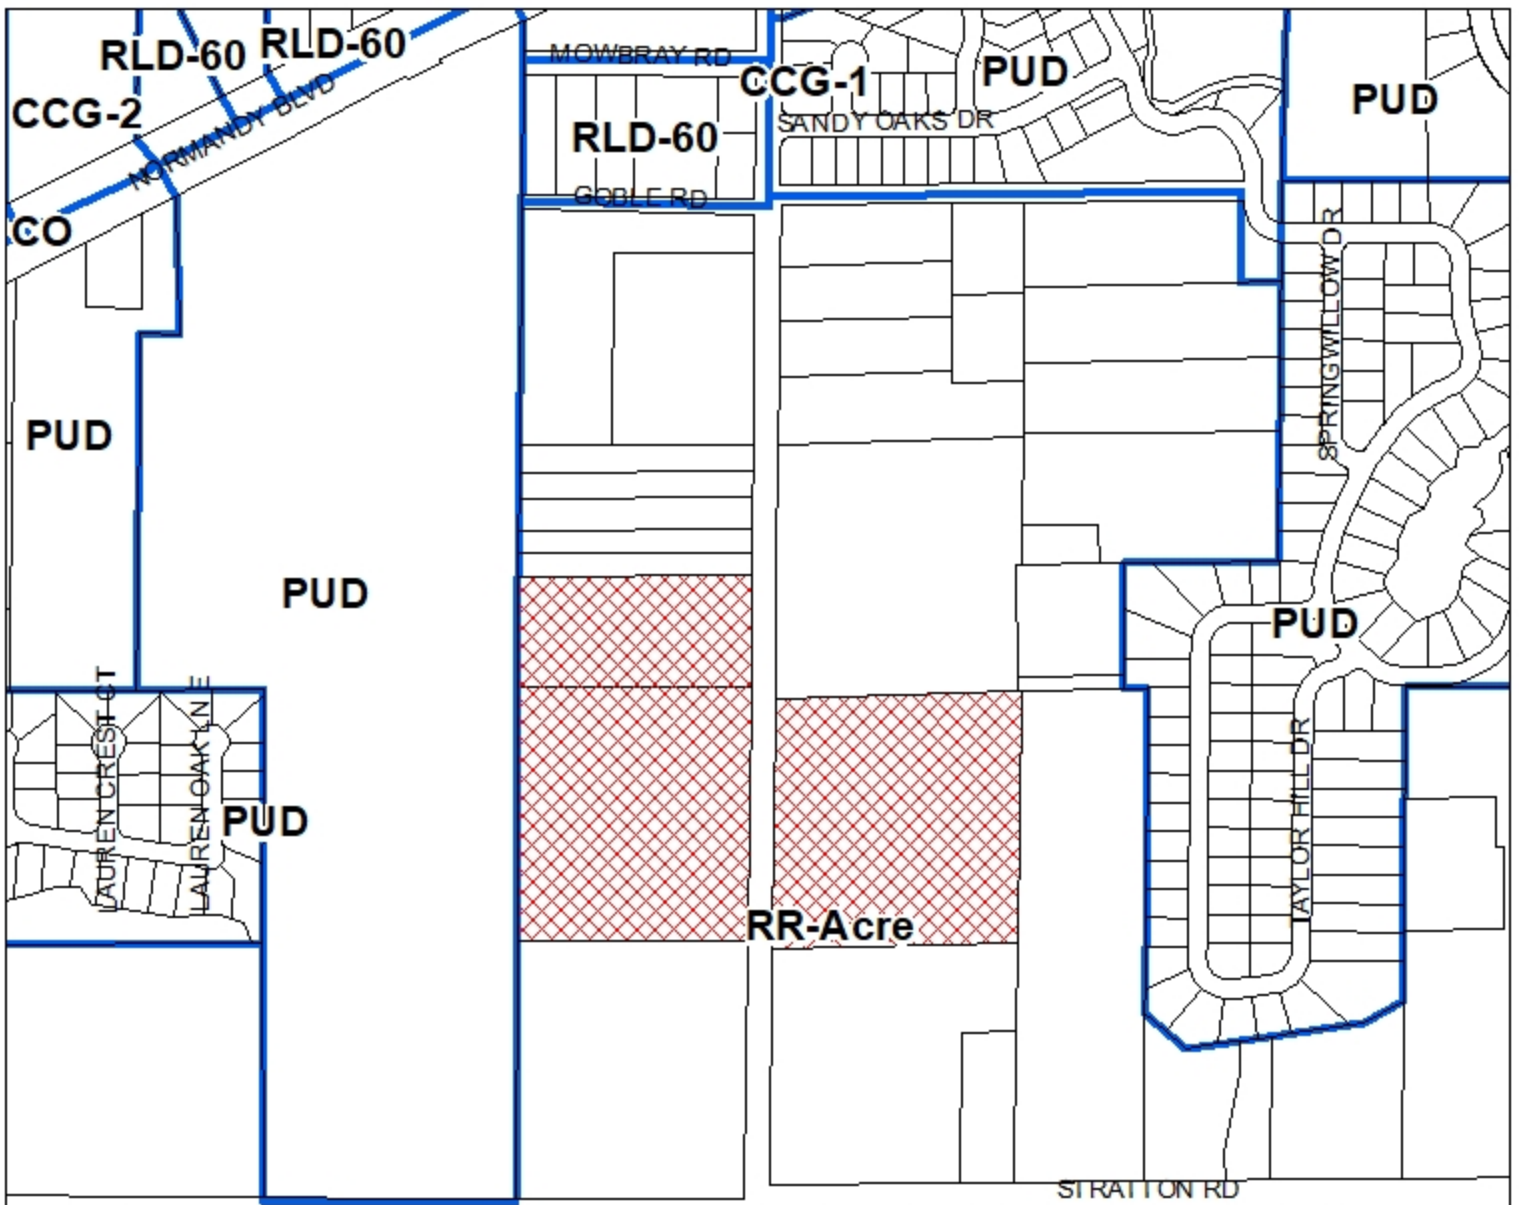 RLD-60
RLD-60
MOWBRAY RD
CCG-1
PUD
PUD
CCG-2
NORMANDY BLVD
RLD-60
SANDY OAKS DR
GOBLE RD
CO
SPRINGWILLOW DR
PUD
PUD
PUD
LAUREN CREST CT
LAUREN OAK LN E
PUD
TAYLOR HILL DR
RR-Acre
STRATTON RD